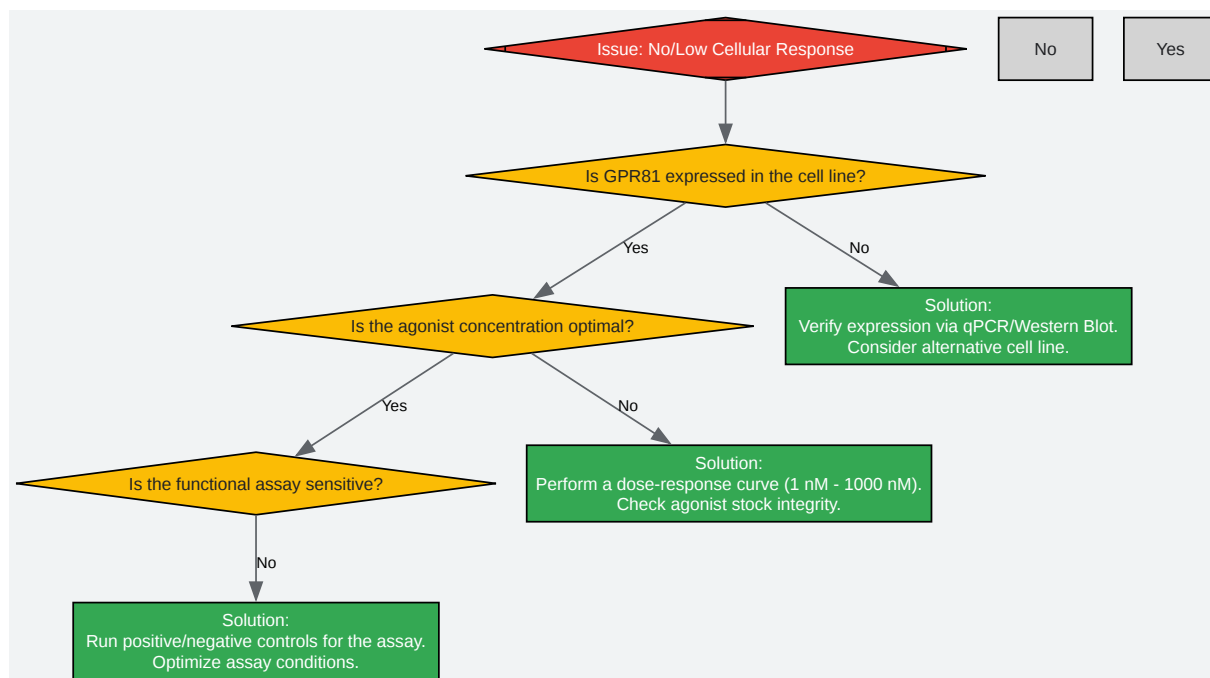 Issue: No/Low Cellular Response
No
Yes
Is GPR81 expressed in the cell line?
Yes
No
Solution:
Verify expression via qPCR/Western Blot.
Consider alternative cell line.
Is the agonist concentration optimal?
Yes
No
Solution:
Perform a dose-response curve (1 nM - 1000 nM).
Check agonist stock integrity.
Is the functional assay sensitive?
No
Solution:
Run positive/negative controls for the assay.
Optimize assay conditions.